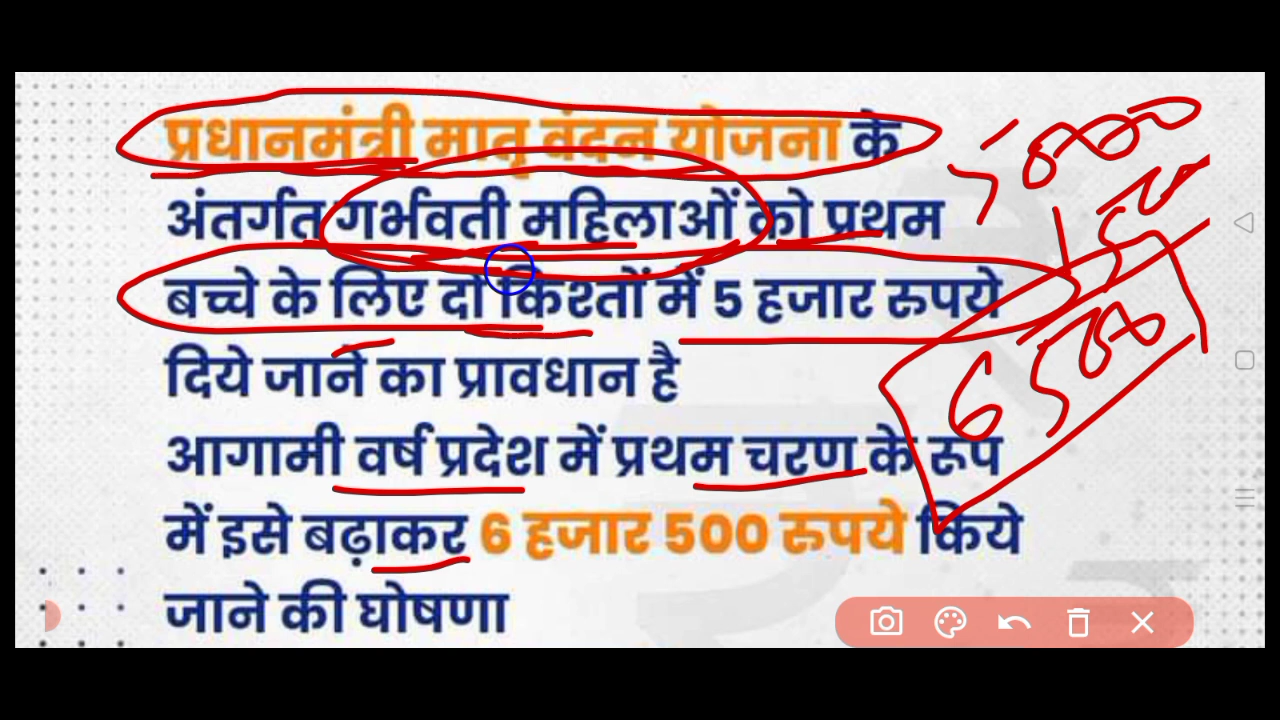 प्रधानमंत्री मातृ वंदन योजना के
अंतर्गत गर्भवती महिलाओं को प्रथम
बच्चे के लिए दो किश्तों में 5 हजार रुपये
दिये जाने का प्रावधान है
आगामी वर्ष प्रदेश में प्रथम चरण के रूप
में इसे बढ़ाकर 6 हजार 500 रुपये किये
जाने की घोषणा
6500